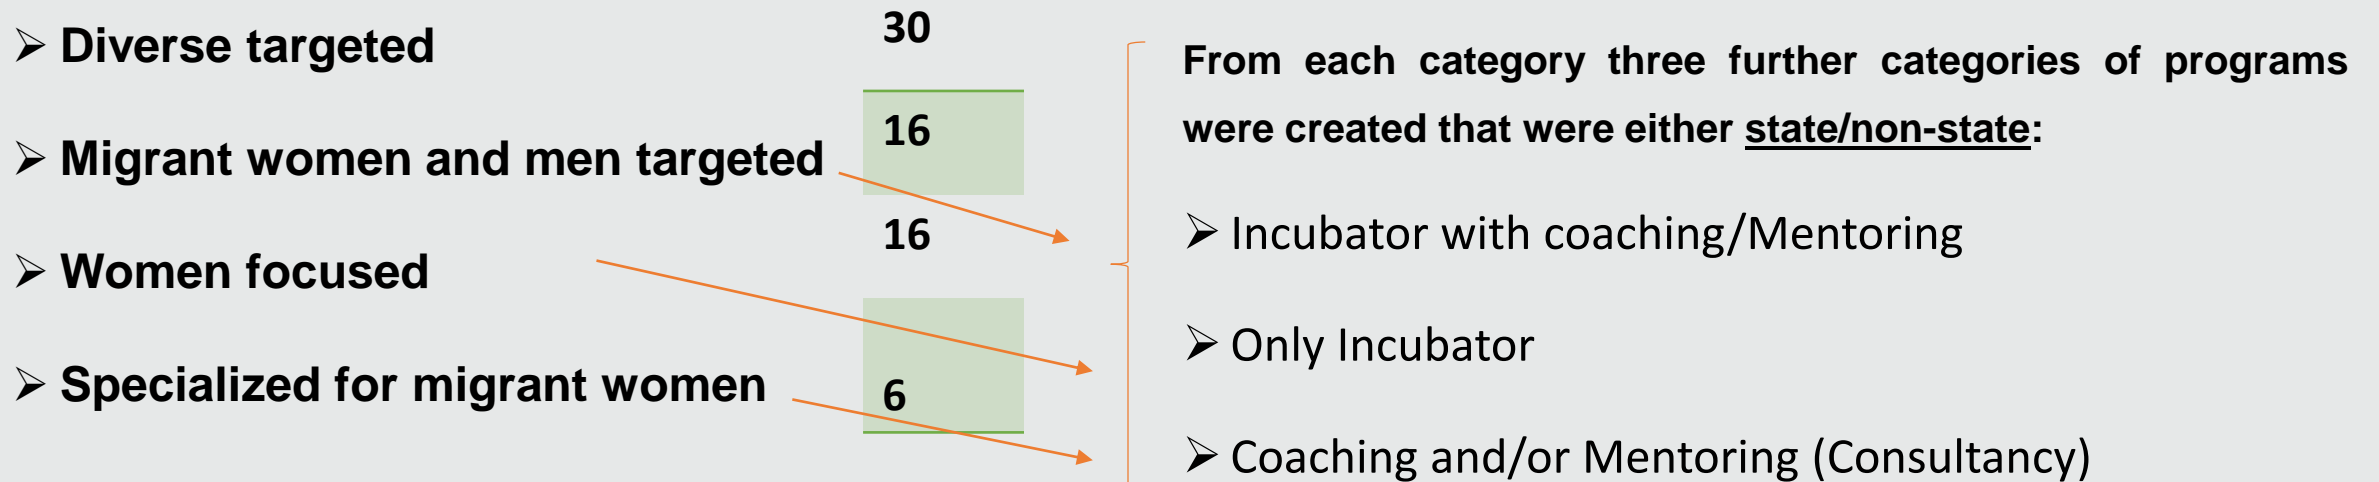 ➢ Diverse targeted
30
➢ Migrant women and men targeted
16
➢ Women focused
16
➢ Specialized for migrant women
6
From each category three further categories of programs
were created that were either state/non-state:
➢ Incubator with coaching/Mentoring
➢ Only Incubator
➢ Coaching and/or Mentoring (Consultancy)